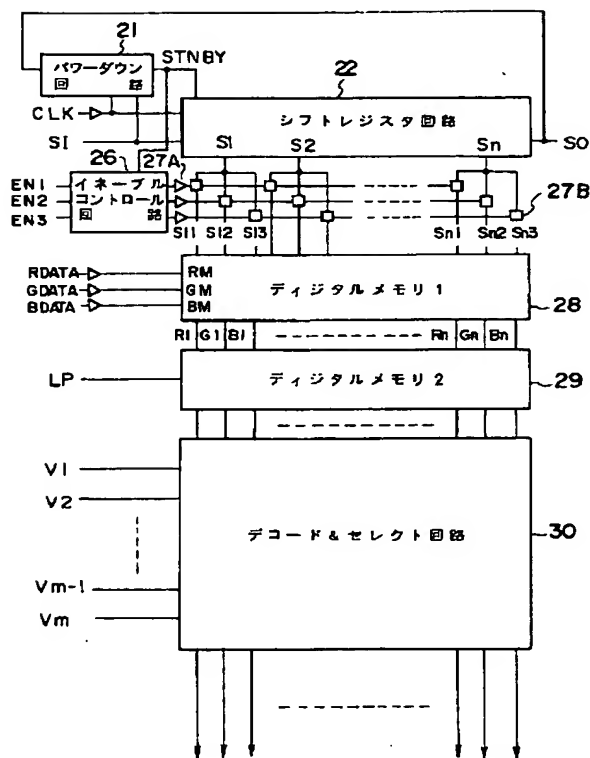 21
STNBY
パワーダウン
回 路
22
CLK
シフトレジスタ回路
SI
SO
26
27A
S1
S2
Sn
EN1
イネーブル
EN2
コントロール
EN3
回路
27B
S11
S12
S13
Sn1
Sn2
Sn3
RDATA
RM
GDATA
GM
ディジタルメモリ1
BDATA
BM
28
R1
G1
B1
Rn
Gn
Bn
LP
ディジタルメモリ2
29
V1
V2
デコード&セレクト回路
30
Vm-1
Vm